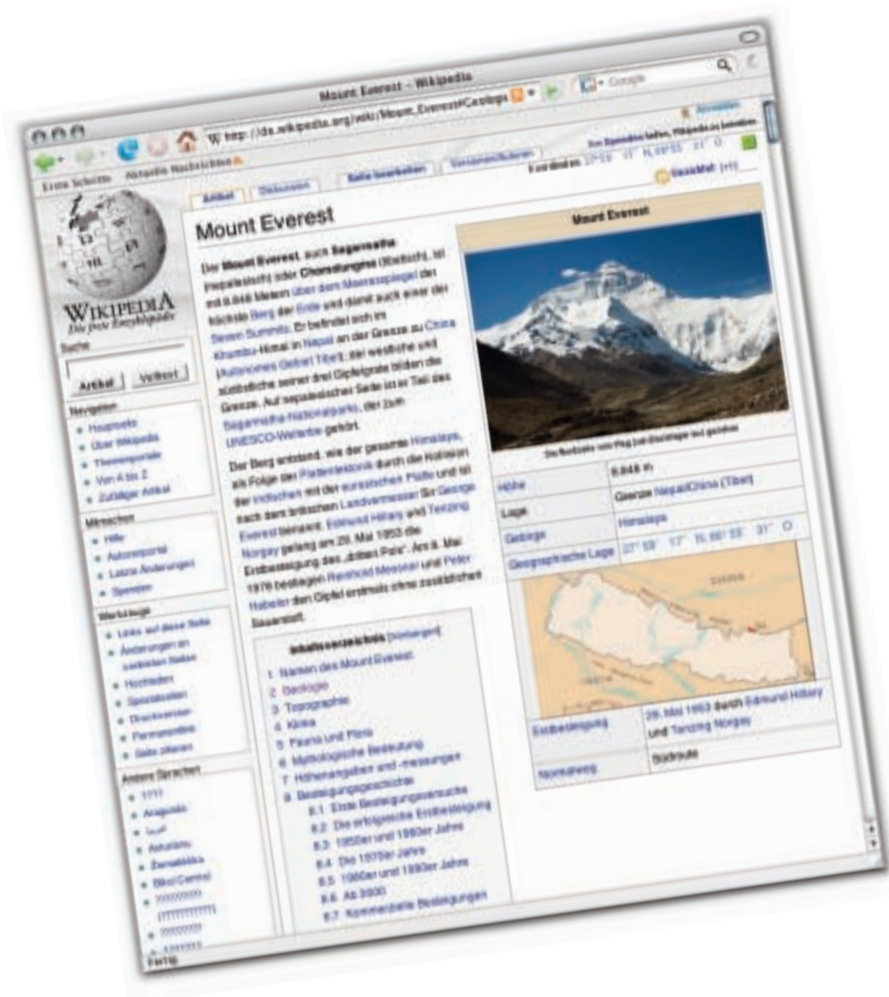 Mount Everest – Wikipedia
W http://de.wikipedia.org/wiki/Mount_Everest#Geologie
Google
Erste Schritte Aktuelle Nachrichten
Anmelden
Artikel Diskussion Seite bearbeiten Versionen/Autoren
Mount Everest
Der Mount Everest, auch Sagarmatha
(nepalesisch) oder Chomolungma (tibetisch), ist
mit 8.848 Metern über dem Meeresspiegel der
höchste Berg der Erde und damit auch einer der
Seven Summits. Er befindet sich im
Khumbu-Himal in Nepal an der Grenze zu China
(Autonomes Gebiet Tibet); der westliche und
südöstliche seiner drei Gipfelgrate bilden die
Grenze. Auf nepalesischer Seite ist er Teil des
Sagarmatha-Nationalparks, der zum
UNESCO-Welterbe gehört.
Der Berg entstand, wie der gesamte Himalaya,
als Folge der Plattentektonik durch die Kollision
der indischen mit der eurasischen Platte und ist
nach dem britischen Landvermesser Sir George
Everest benannt. Edmund Hillary und Tenzing
Norgay gelang am 29. Mai 1953 die
Erstbesteigung des „dritten Pols“. Am 8. Mai
1978 bestiegen Reinhold Messner und Peter
Habeler den Gipfel erstmals ohne zusätzlichen
Sauerstoff.
Inhaltsverzeichnis [Verbergen]
1 Namen des Mount Everest
2 Geologie
3 Topographie
4 Klima
5 Fauna und Flora
6 Mythologische Bedeutung
7 Höhenangaben und -messungen
8 Besteigungsgeschichte
8.1 Erste Besteigungsversuche
8.2 Die erfolgreiche Erstbesteigung
8.3 1950er und 1960er Jahre
8.4 Die 1970er Jahre
8.5 1980er und 1990er Jahre
8.6 Ab 2000
8.7 Kommerzielle Besteigungen
Mount Everest
Höhe 8.848 m
Lage Grenze Nepal/China (Tibet)
Gebirge Himalaya
Geographische Lage
Erstbesteigung 29. Mai 1953 durch Edmund Hillary
und Tenzing Norgay
Normalweg Südroute
WIKIPEDIA
Die freie Enzyklopädie
Suche
Artikel Volltext
Navigation
Hauptseite
Über Wikipedia
Themenportale
Von A bis Z
Zufälliger Artikel
Mitmachen
Hilfe
Autorenportal
Letzte Änderungen
Spenden
Werkzeuge
Links auf diese Seite
Änderungen an
verlinkten Seiten
Hochladen
Spezialseiten
Druckversion
Permanentlink
Seite zitieren
Andere Sprachen
????
Aragonés
العربية
Asturianu
Bikol Central
Fertig